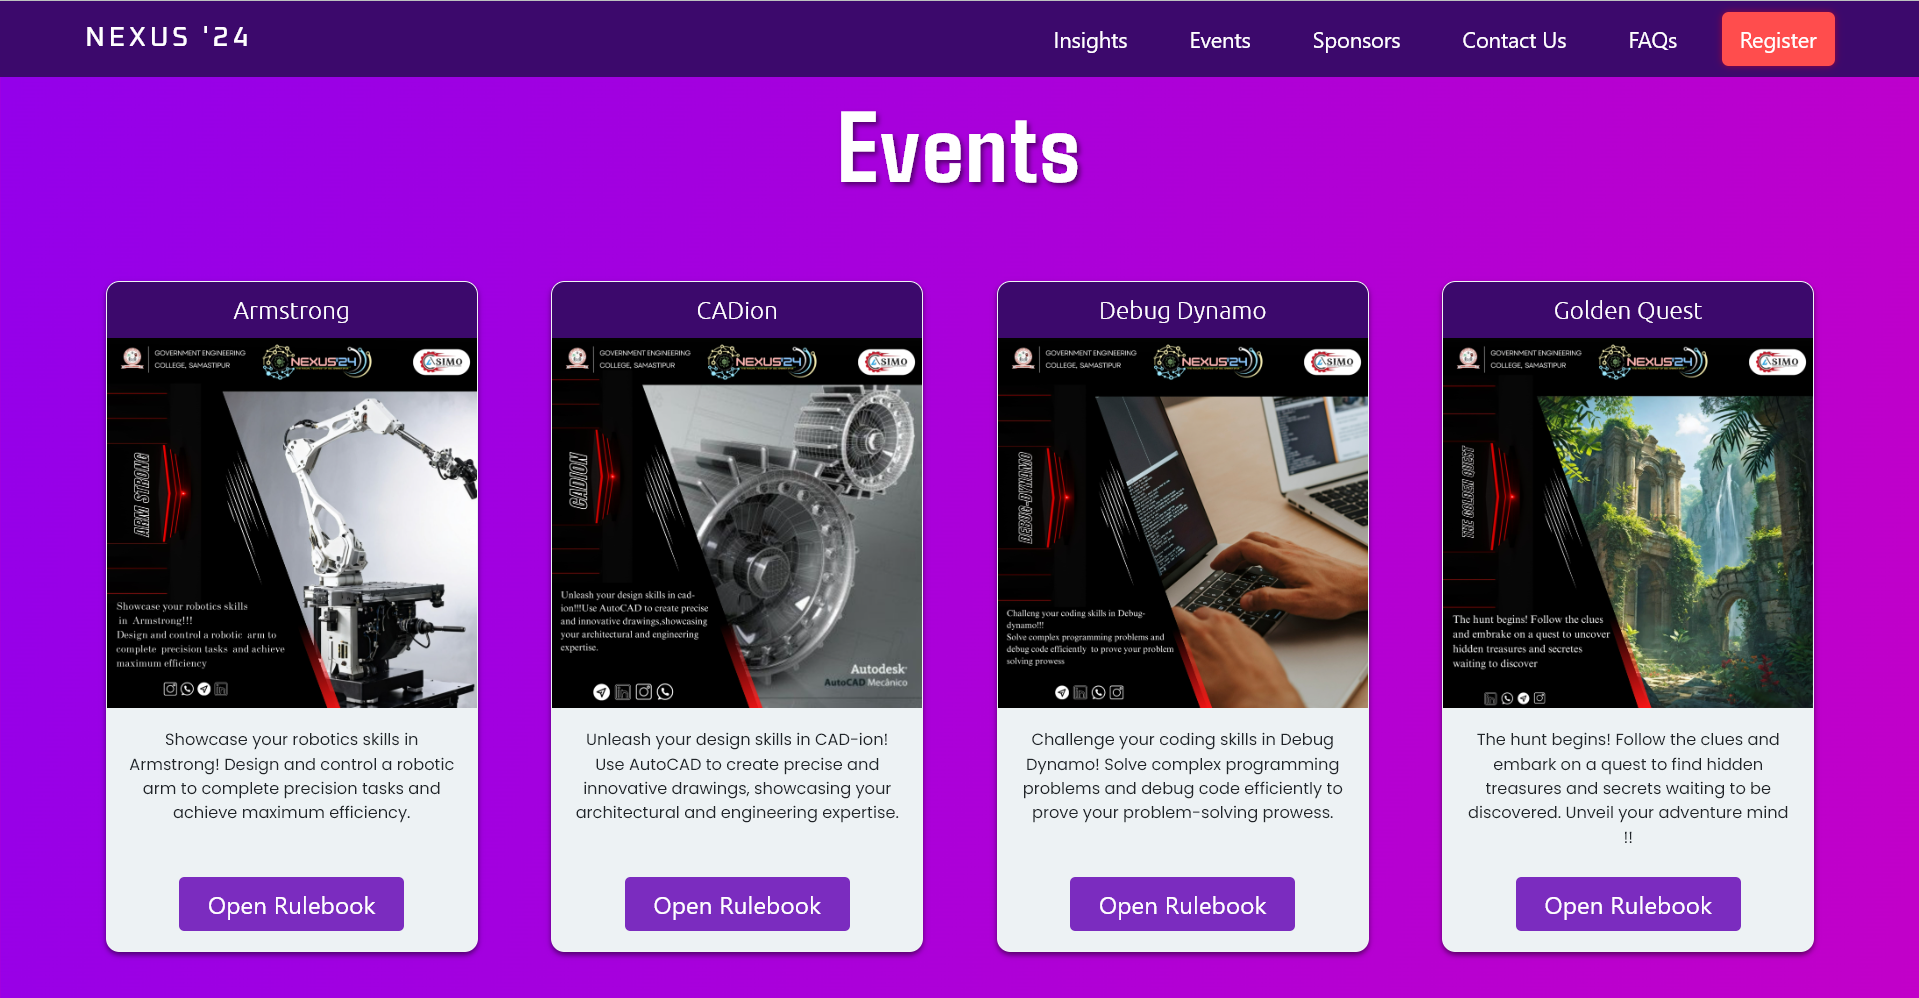 NEXUS '24
Insights
Events
Sponsors
Contact Us
FAQs
Register
Events
Armstrong
GOVERNMENT ENGINEERING
COLLEGE, SAMASTIPUR
NEXUS'24
ASIMO
ARM STRONG
Showcase your robotics skills
in Armstrong!!!
Design and control a robotic arm to
complete precision tasks and achieve
maximum efficiency
Showcase your robotics skills in
Armstrong! Design and control a robotic
arm to complete precision tasks and
achieve maximum efficiency.
Open Rulebook
CADion
GOVERNMENT ENGINEERING
COLLEGE, SAMASTIPUR
NEXUS'24
ASIMO
CADION
Unleash your design skills in cad-
ion!!!Use AutoCAD to create precise
and innovative drawings,showcasing
your architectural and engineering
expertise.
Autodesk
AutoCAD Mecânico
Unleash your design skills in CAD-ion!
Use AutoCAD to create precise and
innovative drawings, showcasing your
architectural and engineering expertise.
Open Rulebook
Debug Dynamo
GOVERNMENT ENGINEERING
COLLEGE, SAMASTIPUR
NEXUS'24
ASIMO
DEBUG-DYNAMO
Challeng your coding skills in Debug-
dynamo!!!
Solve complex programming problems and
debug code efficiently to prove your problem
solving prowess
Challenge your coding skills in Debug
Dynamo! Solve complex programming
problems and debug code efficiently to
prove your problem-solving prowess.
Open Rulebook
Golden Quest
GOVERNMENT ENGINEERING
COLLEGE, SAMASTIPUR
NEXUS'24
ASIMO
THE GOLDEN QUEST
The hunt begins! Follow the clues
and embrake on a quest to uncover
hidden treasures and secretes
waiting to discover
The hunt begins! Follow the clues and
embark on a quest to find hidden
treasures and secrets waiting to be
discovered. Unveil your adventure mind
!!
Open Rulebook